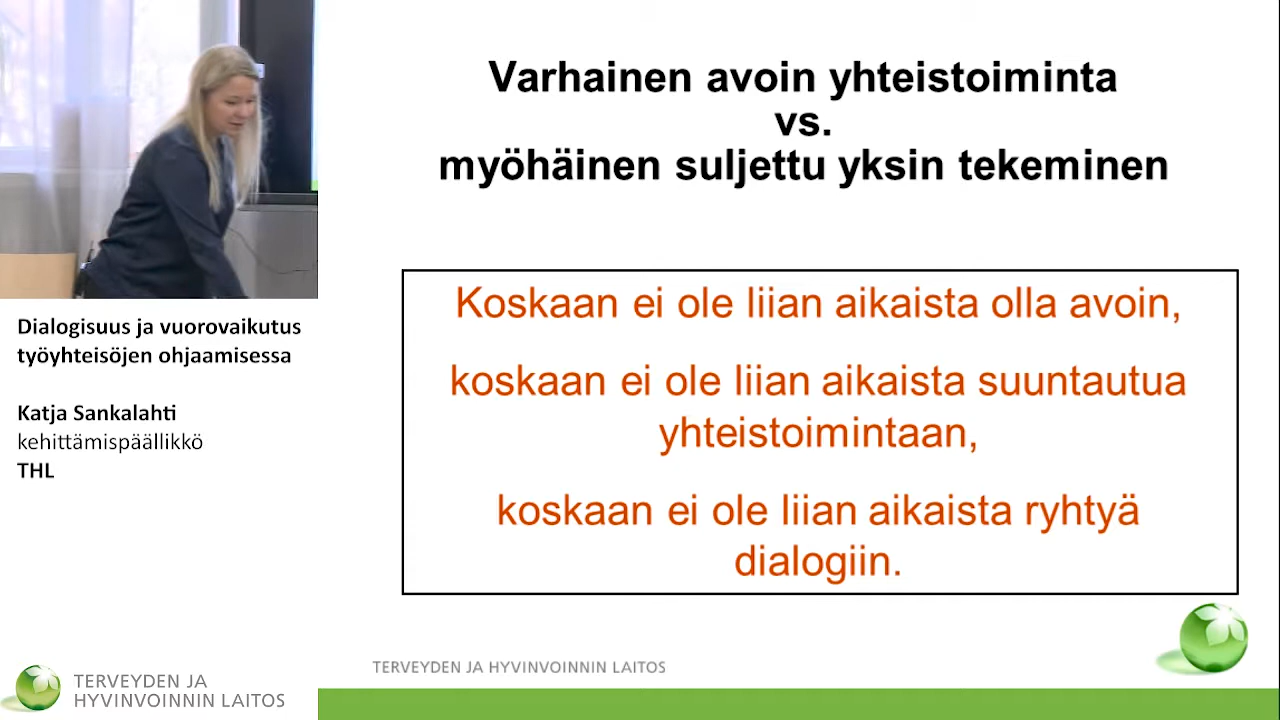 Varhainen avoin yhteistoiminta
vs.
myöhäinen suljettu yksin tekeminen
Koskaan ei ole liian aikaista olla avoin,
koskaan ei ole liian aikaista suuntautua
yhteistoimintaan,
koskaan ei ole liian aikaista ryhtyä
dialogiin.
Dialogisuus ja vuorovaikutus
työyhteisöjen ohjaamisessa
Katja Sankalahti
kehittämispäällikkö
THL
TERVEYDEN JA
HYVINVOINNIN LAITOS
TERVEYDEN JA HYVINVOINNIN LAITOS